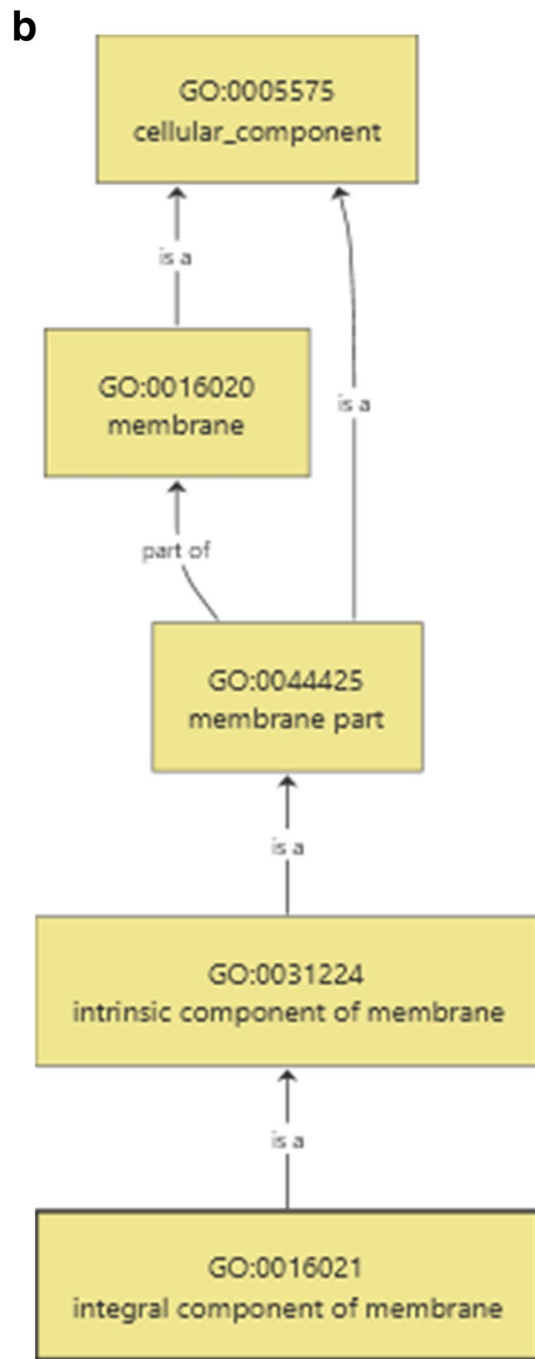 b
GO:0005575
cellular_component
is a
GO:0016020
membrane
is a
part of
GO:0044425
membrane part
is a
GO:0031224
intrinsic component of membrane
is a
GO:0016021
integral component of membrane